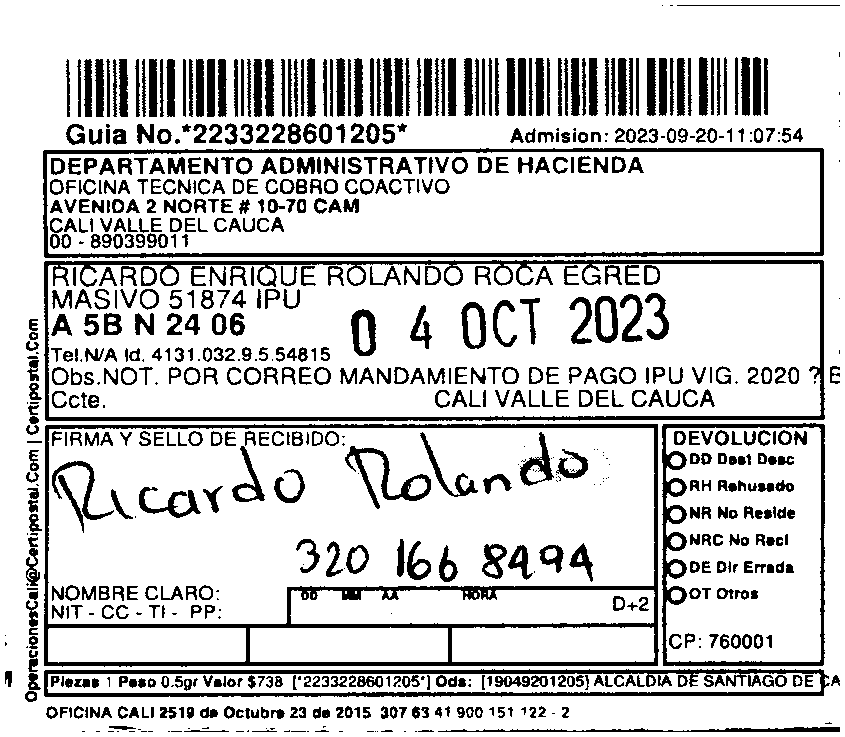 Guia No.*2233228601205*
Admision: 2023-09-20-11:07:54
DEPARTAMENTO ADMINISTRATIVO DE HACIENDA
OFICINA TECNICA DE COBRO COACTIVO
AVENIDA 2 NORTE # 10-70 CAM
CALI VALLE DEL CAUCA
00 - 890399011
RICARDO ENRIQUE ROLANDO ROCA EGRED
MASIVO 51874 IPU
A 5B N 24 06
04 OCT 2023
Tel.N/A Id. 4131.032.9.5.54815
Obs.NOT. POR CORREO MANDAMIENTO DE PAGO IPU VIG. 2020 ? B
Ccte. CALI VALLE DEL CAUCA
OperacionesCali@Certipostal.Com | Certipostal.Com
FIRMA Y SELLO DE RECIBIDO:
Ricardo Rolando
320 166 8494
NOMBRE CLARO:
NIT - CC - TI - PP:
DD MM AA HORA
D+2
DEVOLUCION
DD Dest Desc
RH Rehusado
NR No Reside
NRC No Recl
DE Dir Errada
OT Otros
CP: 760001
Piezas 1 Peso 0.5gr Valor $738 [*2233228601205*] Ods: [19049201205] ALCALDIA DE SANTIAGO DE CA
OFICINA CALI 2519 de Octubre 23 de 2015 307 63 41 900 151 122 - 2